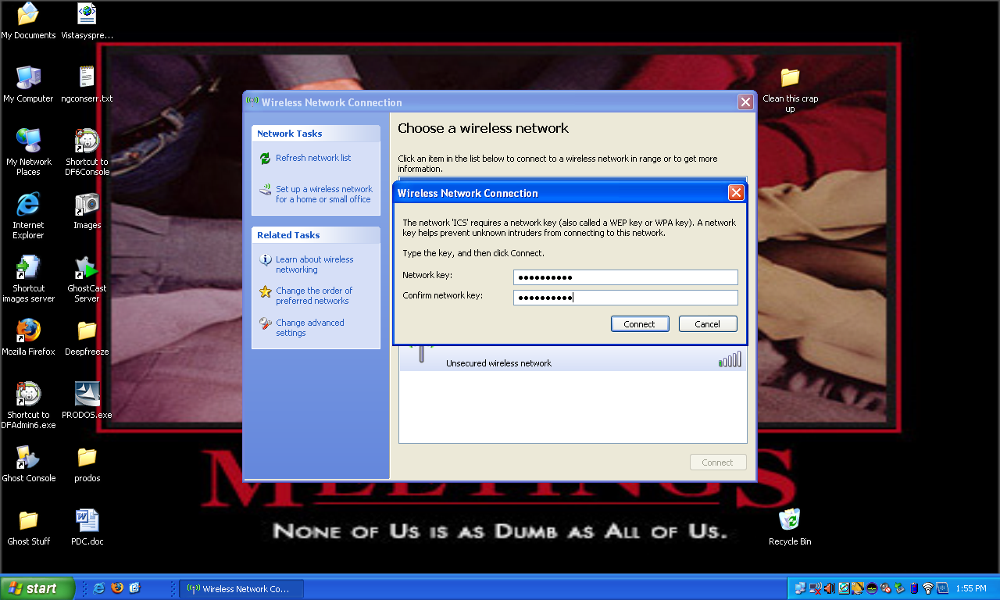 My Documents
Vistasyspre...
My Computer
ngconserr.txt
My Network
Places
Shortcut to
DF6Console
Internet
Explorer
Images
Shortcut
images server
GhostCast
Server
Mozilla Firefox
Deepfreeze
Shortcut to
DFAdmin6.exe
PRODOS.exe
Ghost Console
prodos
Ghost Stuff
PDC.doc
Clean this crap
up
Recycle Bin
Wireless Network Connection
Network Tasks
Refresh network list
Set up a wireless network
for a home or small office
Related Tasks
Learn about wireless
networking
Change the order of
preferred networks
Change advanced
settings
Choose a wireless network
Click an item in the list below to connect to a wireless network in range or to get more
information.
Wireless Network Connection
The network 'ICS' requires a network key (also called a WEP key or WPA key). A network
key helps prevent unknown intruders from connecting to this network.
Type the key, and then click Connect.
Network key:
Confirm network key:
Connect
Cancel
Unsecured wireless network
Connect
MEETINGS
NONE OF US IS AS DUMB AS ALL OF US.
start
Wireless Network Co...
1:55 PM